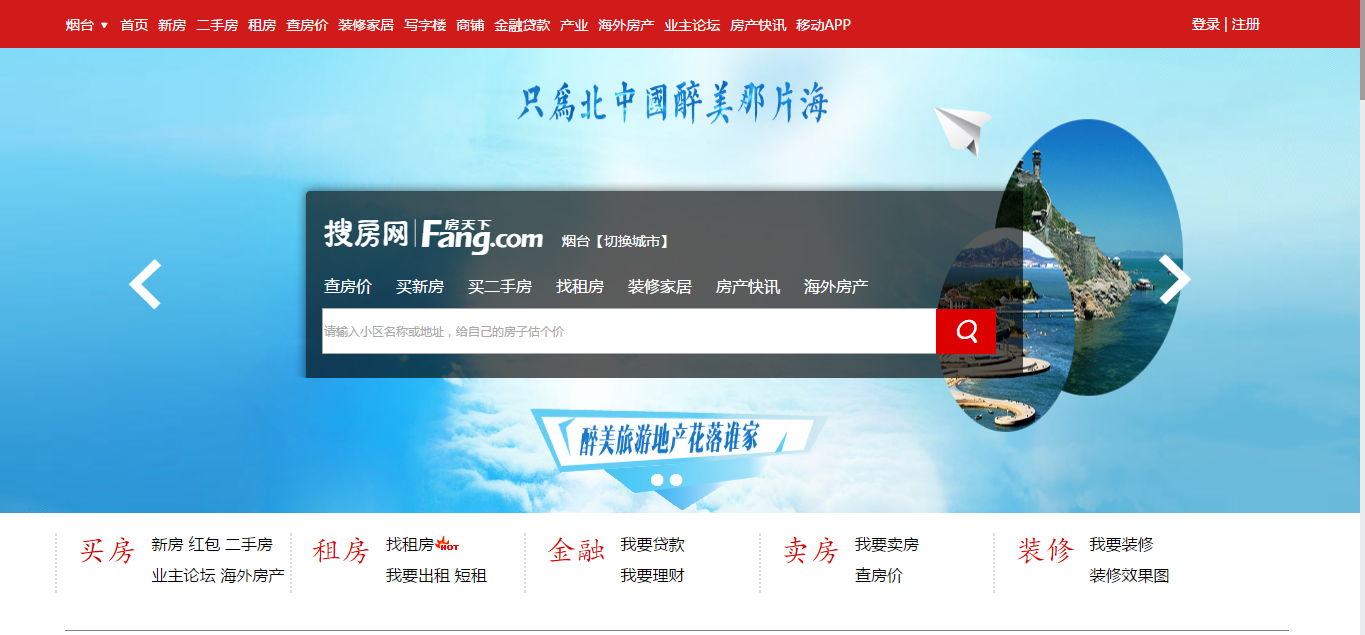 烟台 ▼ 首页 新房 二手房 租房 查房价 装修家居 写字楼 商铺 金融贷款 产业 海外房产 业主论坛 房产快讯 移动APP 登录 | 注册
只爲北中國醉美那片海
搜房网 | 房天下 Fang.com 烟台【切换城市】
查房价 买新房 买二手房 找租房 装修家居 房产快讯 海外房产
请输入小区名称或地址，给自己的房子估个价
醉美旅游地产花落谁家
买房 新房 红包 二手房
业主论坛 海外房产
租房 找租房 HOT
我要出租 短租
金融 我要贷款
我要理财
卖房 我要卖房
查房价
装修 我要装修
装修效果图